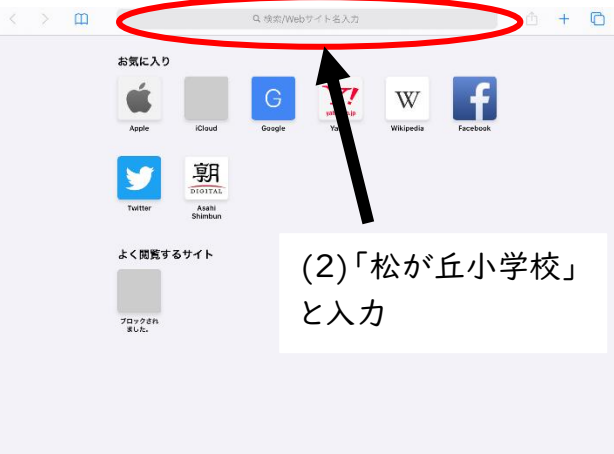 検索/Webサイト名入力
お気に入り
G
Y!
W
f
Apple
iCloud
Google
Wikipedia
Facebook
朝
DIGITAL
Twitter
Asahi
Shimbun
よく閲覧するサイト
(2)「松が丘小学校」
と入力
ブロックされ
ました。